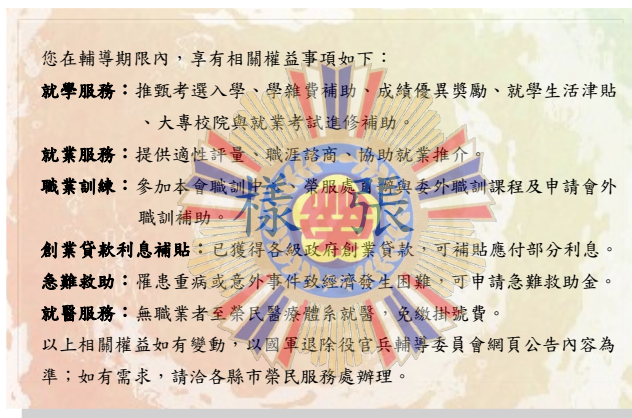 您在輔導期限內，享有相關權益事項如下：
就學服務：推甄考選入學、學雜費補助、成績優異獎勵、就學生活津貼
、大專校院與就業考試進修補助。
就業服務：提供適性評量、職涯諮商、協助就業推介。
職業訓練：參加本會職訓中心、榮服處自辦與委外職訓課程及申請會外
職訓補助。
樣張
創業貸款利息補貼：已獲得各級政府創業貸款，可補貼應付部分利息。
急難救助：罹患重病或意外事件致經濟發生困難，可申請急難救助金。
就醫服務：無職業者至榮民醫療體系就醫，免繳掛號費。
以上相關權益如有變動，以國軍退除役官兵輔導委員會網頁公告內容為
準；如有需求，請洽各縣市榮民服務處辦理。